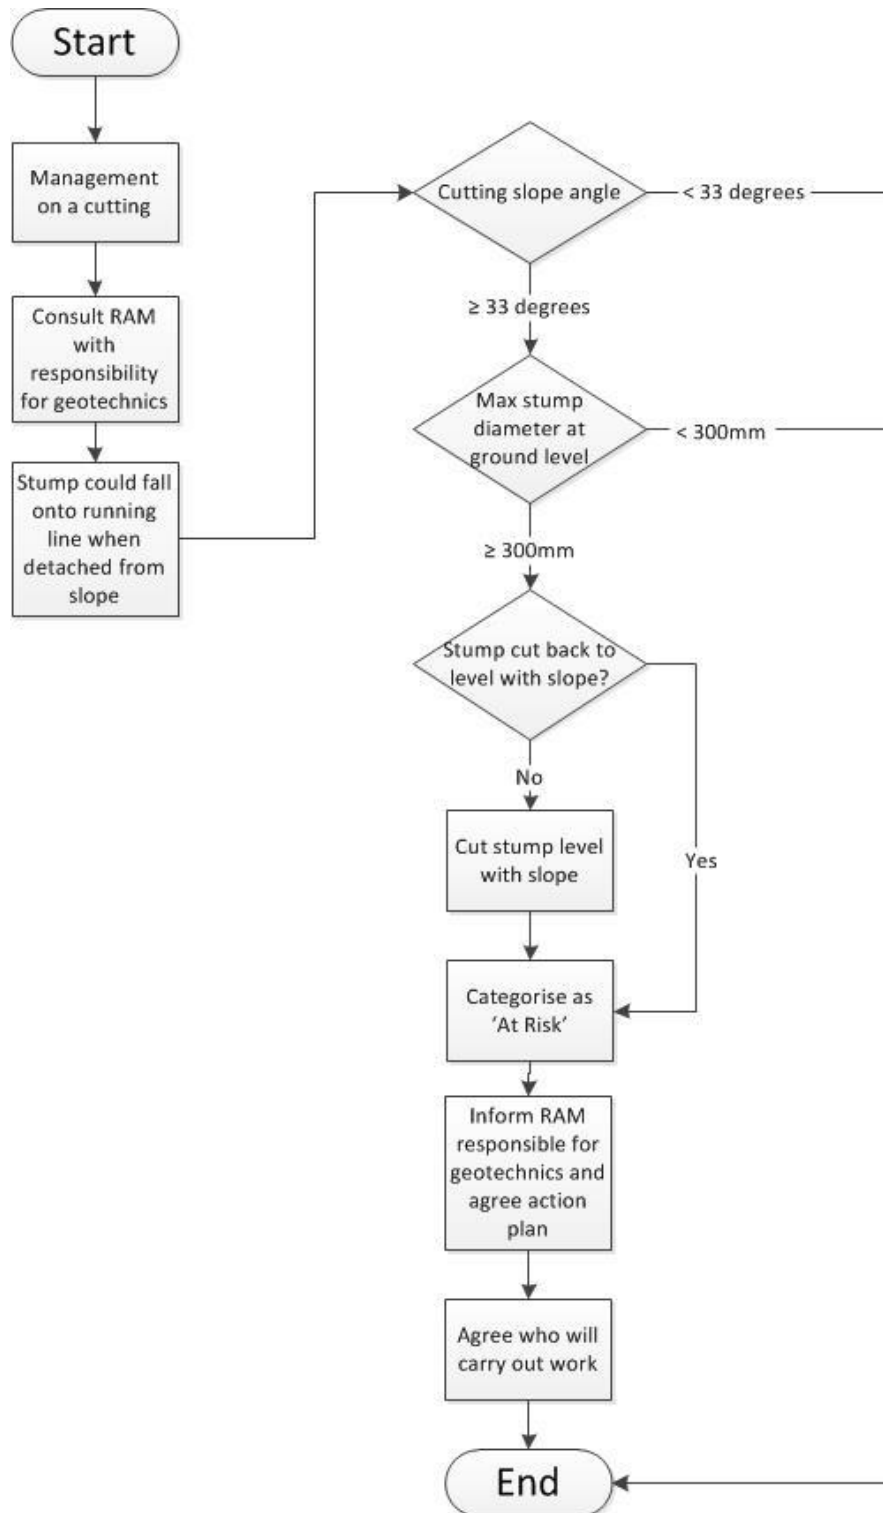 Start
Management
on a cutting
Consult RAM
with
responsibility
for geotechnics
Stump could fall
onto running
line when
detached from
slope
Cutting slope angle
< 33 degrees
≥ 33 degrees
Max stump
diameter at
ground level
< 300mm
≥ 300mm
Stump cut back to
level with slope?
No
Yes
Cut stump level
with slope
Categorise as
‘At Risk’
Inform RAM
responsible for
geotechnics and
agree action
plan
Agree who will
carry out work
End